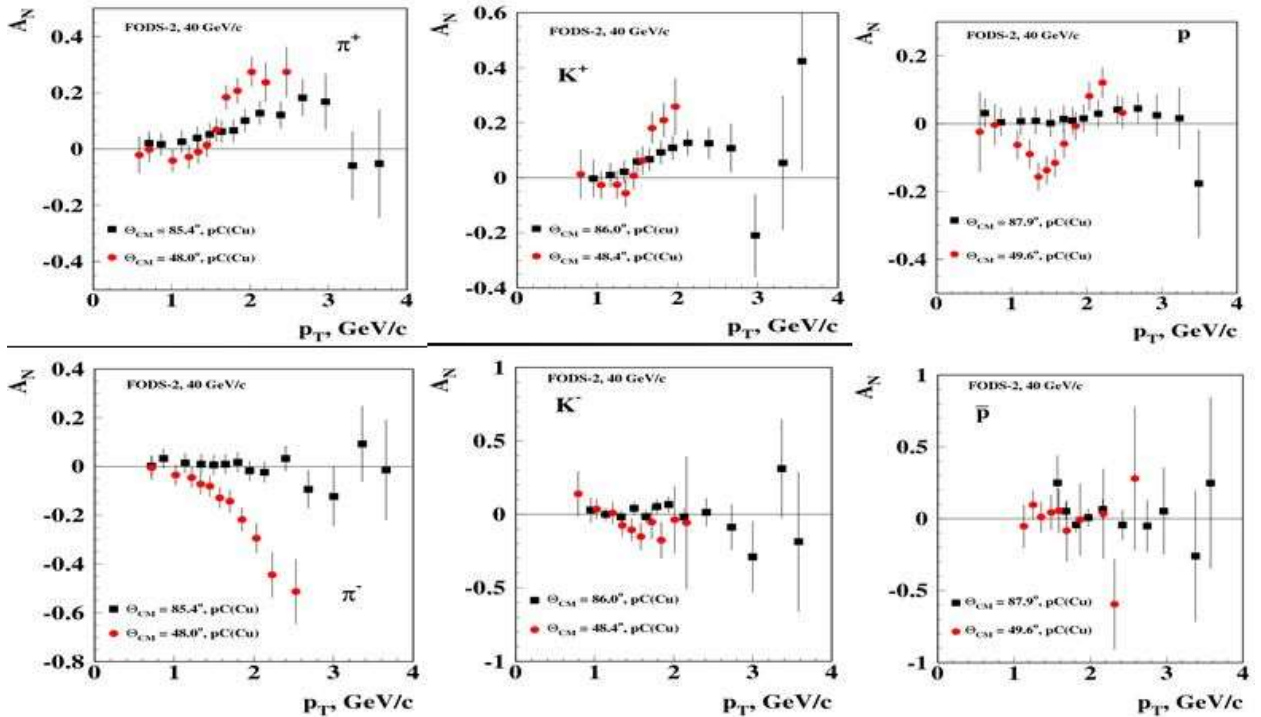 A_N
FODS-2, 40 GeV/c
π⁺
0.4
0.2
0
-0.2
-0.4
Θ_CM = 85.4°, pC(Cu)
Θ_CM = 48.0°, pC(Cu)
0 1 2 3 4
p_T, GeV/c
A_N
FODS-2, 40 GeV/c
K⁺
0.6
0.4
0.2
0
-0.2
-0.4
Θ_CM = 86.0°, pC(cu)
Θ_CM = 48.4°, pC(Cu)
0 1 2 3 4
p_T, GeV/c
A_N
FODS-2, 40 GeV/c
p
0.2
0
-0.2
-0.4
Θ_CM = 87.9°, pC(Cu)
Θ_CM = 49.6°, pC(Cu)
0 1 2 3 4
p_T, GeV/c
A_N
FODS-2, 40 GeV/c
0.4
0.2
0
-0.2
-0.4
-0.6
-0.8
π⁻
Θ_CM = 85.4°, pC(Cu)
Θ_CM = 48.0°, pC(Cu)
0 1 2 3 4
p_T, GeV/c
A_N
FODS-2, 40 GeV/c
K⁻
1
0.5
0
-0.5
-1
Θ_CM = 86.0°, pC(Cu)
Θ_CM = 48.4°, pC(Cu)
0 1 2 3 4
p_T, GeV/c
A_N
FODS-2, 40 GeV/c
p̅
1
0.5
0
-0.5
-1
Θ_CM = 87.9°, pC(Cu)
Θ_CM = 49.6°, pC(Cu)
0 1 2 3 4
p_T, GeV/c